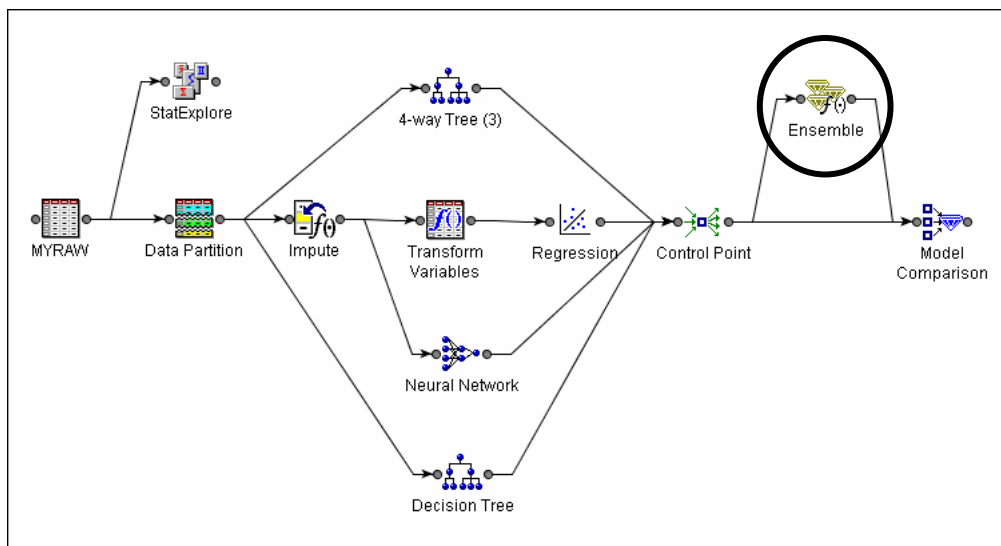 StatExplore
4-way Tree (3)
Ensemble
MYRAW
Data Partition
Impute
Transform
Variables
Regression
Control Point
Model
Comparison
Neural Network
Decision Tree